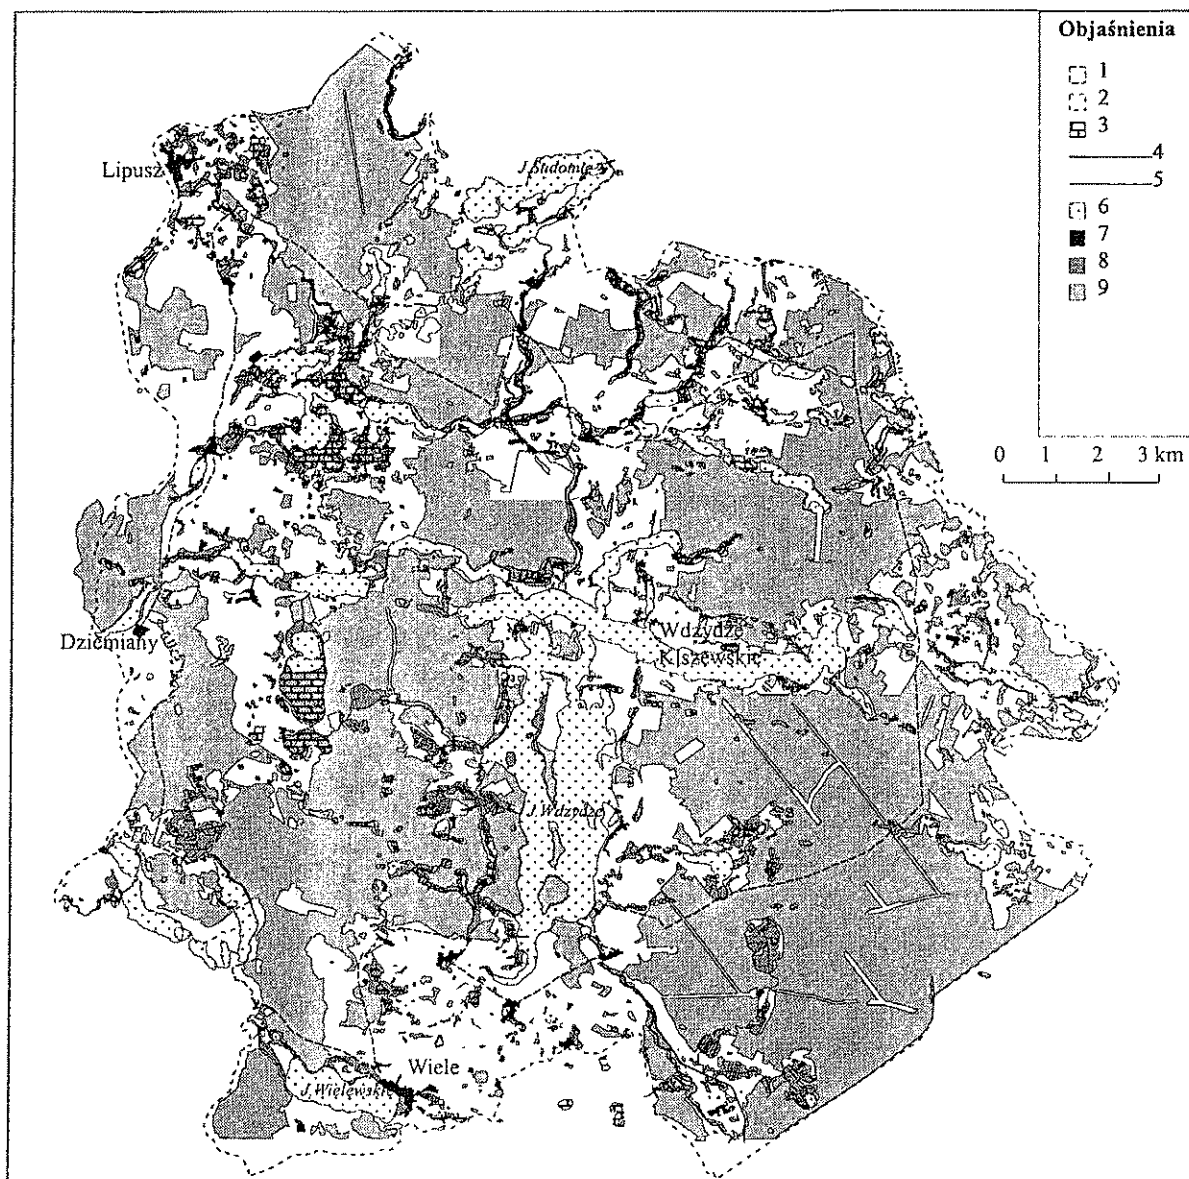 Objaśnienia
1
2
3
4
5
6
7
8
9
0 1 2 3 km
Lipusz
J. Sudomie
Dziemiany
Wdzydze
Kiszewskie
J. Wdzydze
Wiele
J. Wielewskie